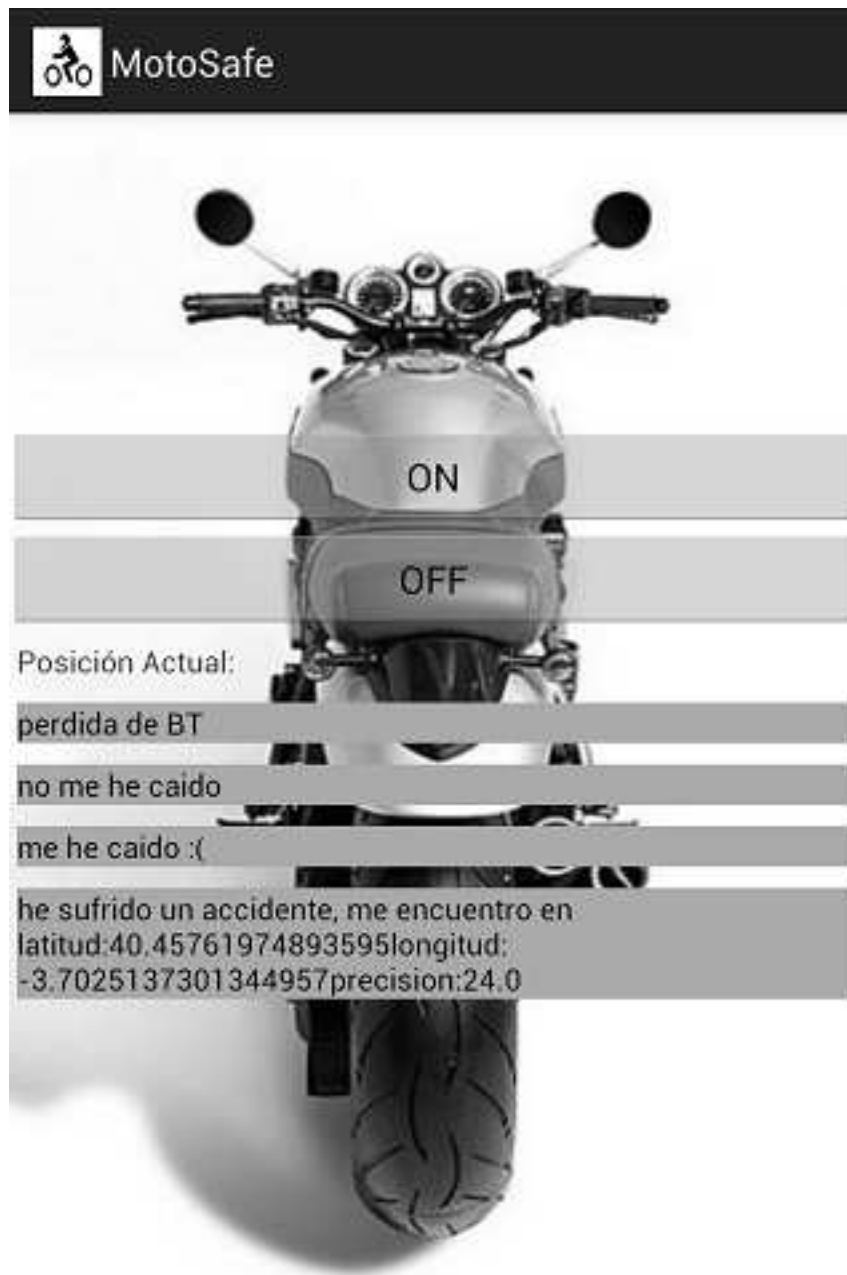 MotoSafe
ON
OFF
Posición Actual:
perdida de BT
no me he caido
me he caido :(
he sufrido un accidente, me encuentro en
latitud:40.45761974893595longitud:
-3.7025137301344957precision:24.0